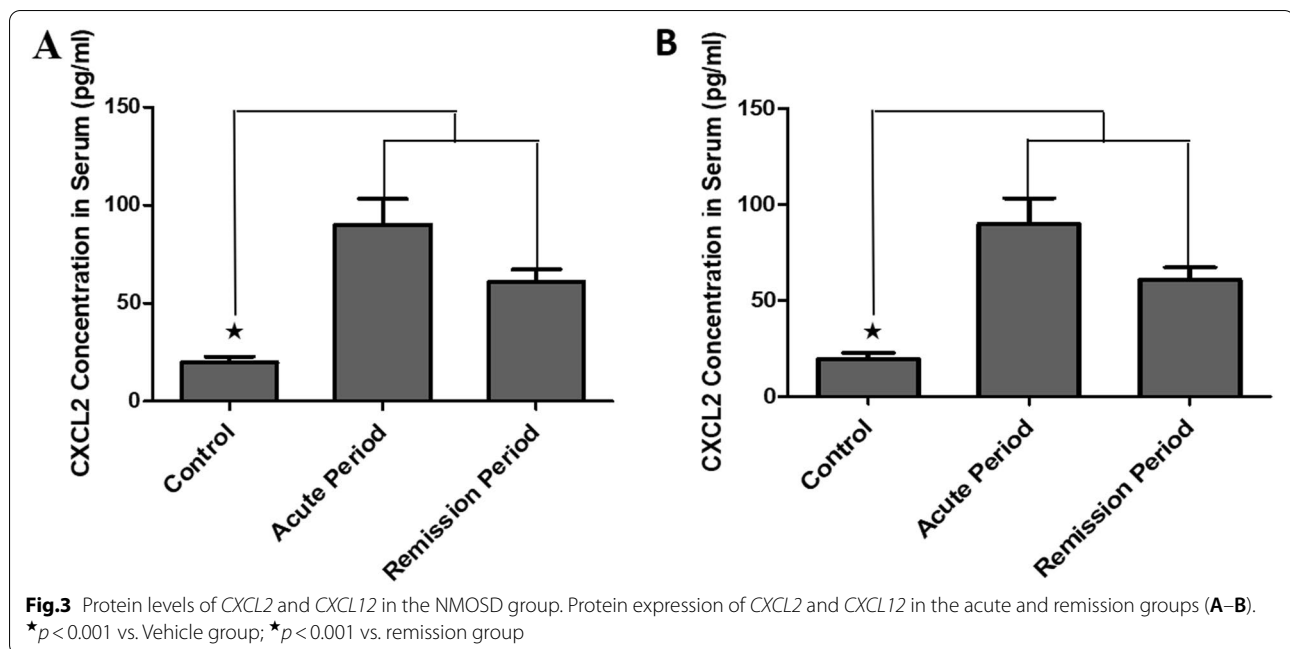 A
CXCL2 Concentration in Serum (pg/ml)
150
100
50
0
★
Control
Acute Period
Remission Period
B
CXCL2 Concentration in Serum (pg/ml)
150
100
50
0
★
Control
Acute Period
Remission Period
Fig.3 Protein levels of CXCL2 and CXCL12 in the NMOSD group. Protein expression of CXCL2 and CXCL12 in the acute and remission groups (A–B).
★p < 0.001 vs. Vehicle group; ★p < 0.001 vs. remission group